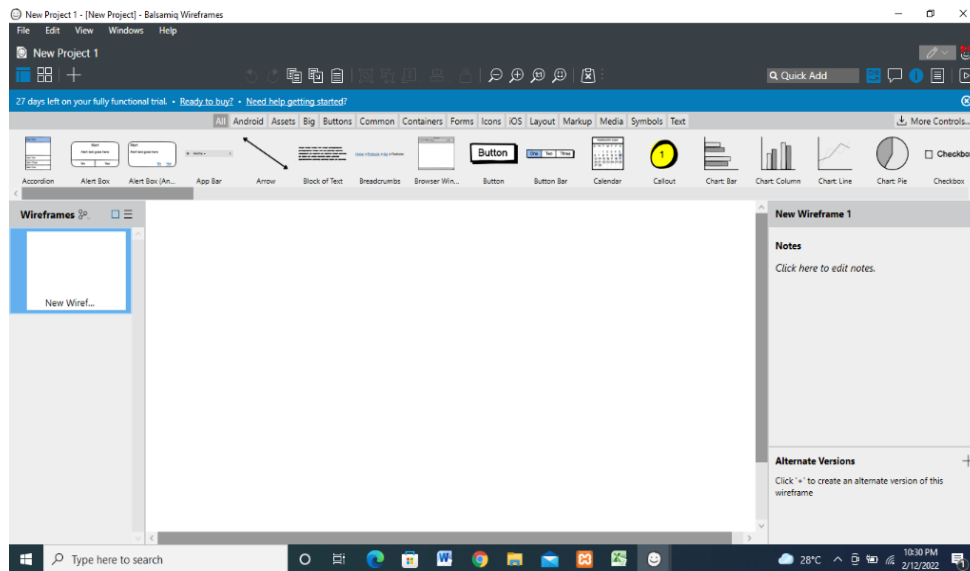 New Project 1 - [New Project] - Balsamiq Wireframes
File Edit View Windows Help
New Project 1
Quick Add
27 days left on your fully functional trial. • Ready to buy? • Need help getting started?
All Android Assets Big Buttons Common Containers Forms Icons iOS Layout Markup Media Symbols Text
More Controls...
Button
One Two Three
1
Checkbo
Accordion Alert Box Alert Box (An... App Bar Arrow Block of Text Breadcrumbs Browser Win... Button Button Bar Calendar Callout Chart: Bar Chart: Column Chart: Line Chart: Pie Checkbox
Wireframes
New Wiref...
New Wireframe 1
Notes
Click here to edit notes.
Alternate Versions
Click '+' to create an alternate version of this
wireframe
Type here to search
28°C
10:30 PM
2/12/2022